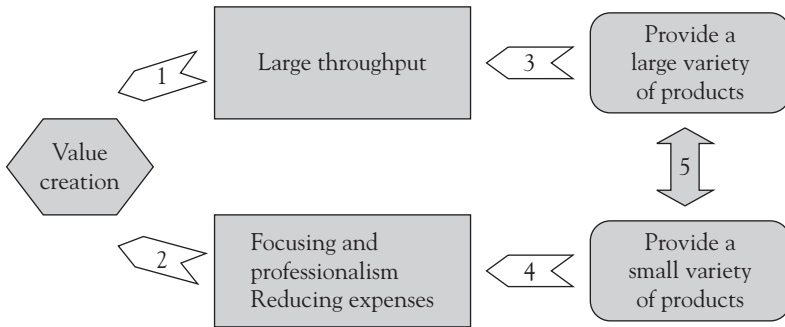 1
Large throughput
3
Provide a
large variety
of products
Value
creation
5
2
Focusing and
professionalism
Reducing expenses
4
Provide a
small variety
of products